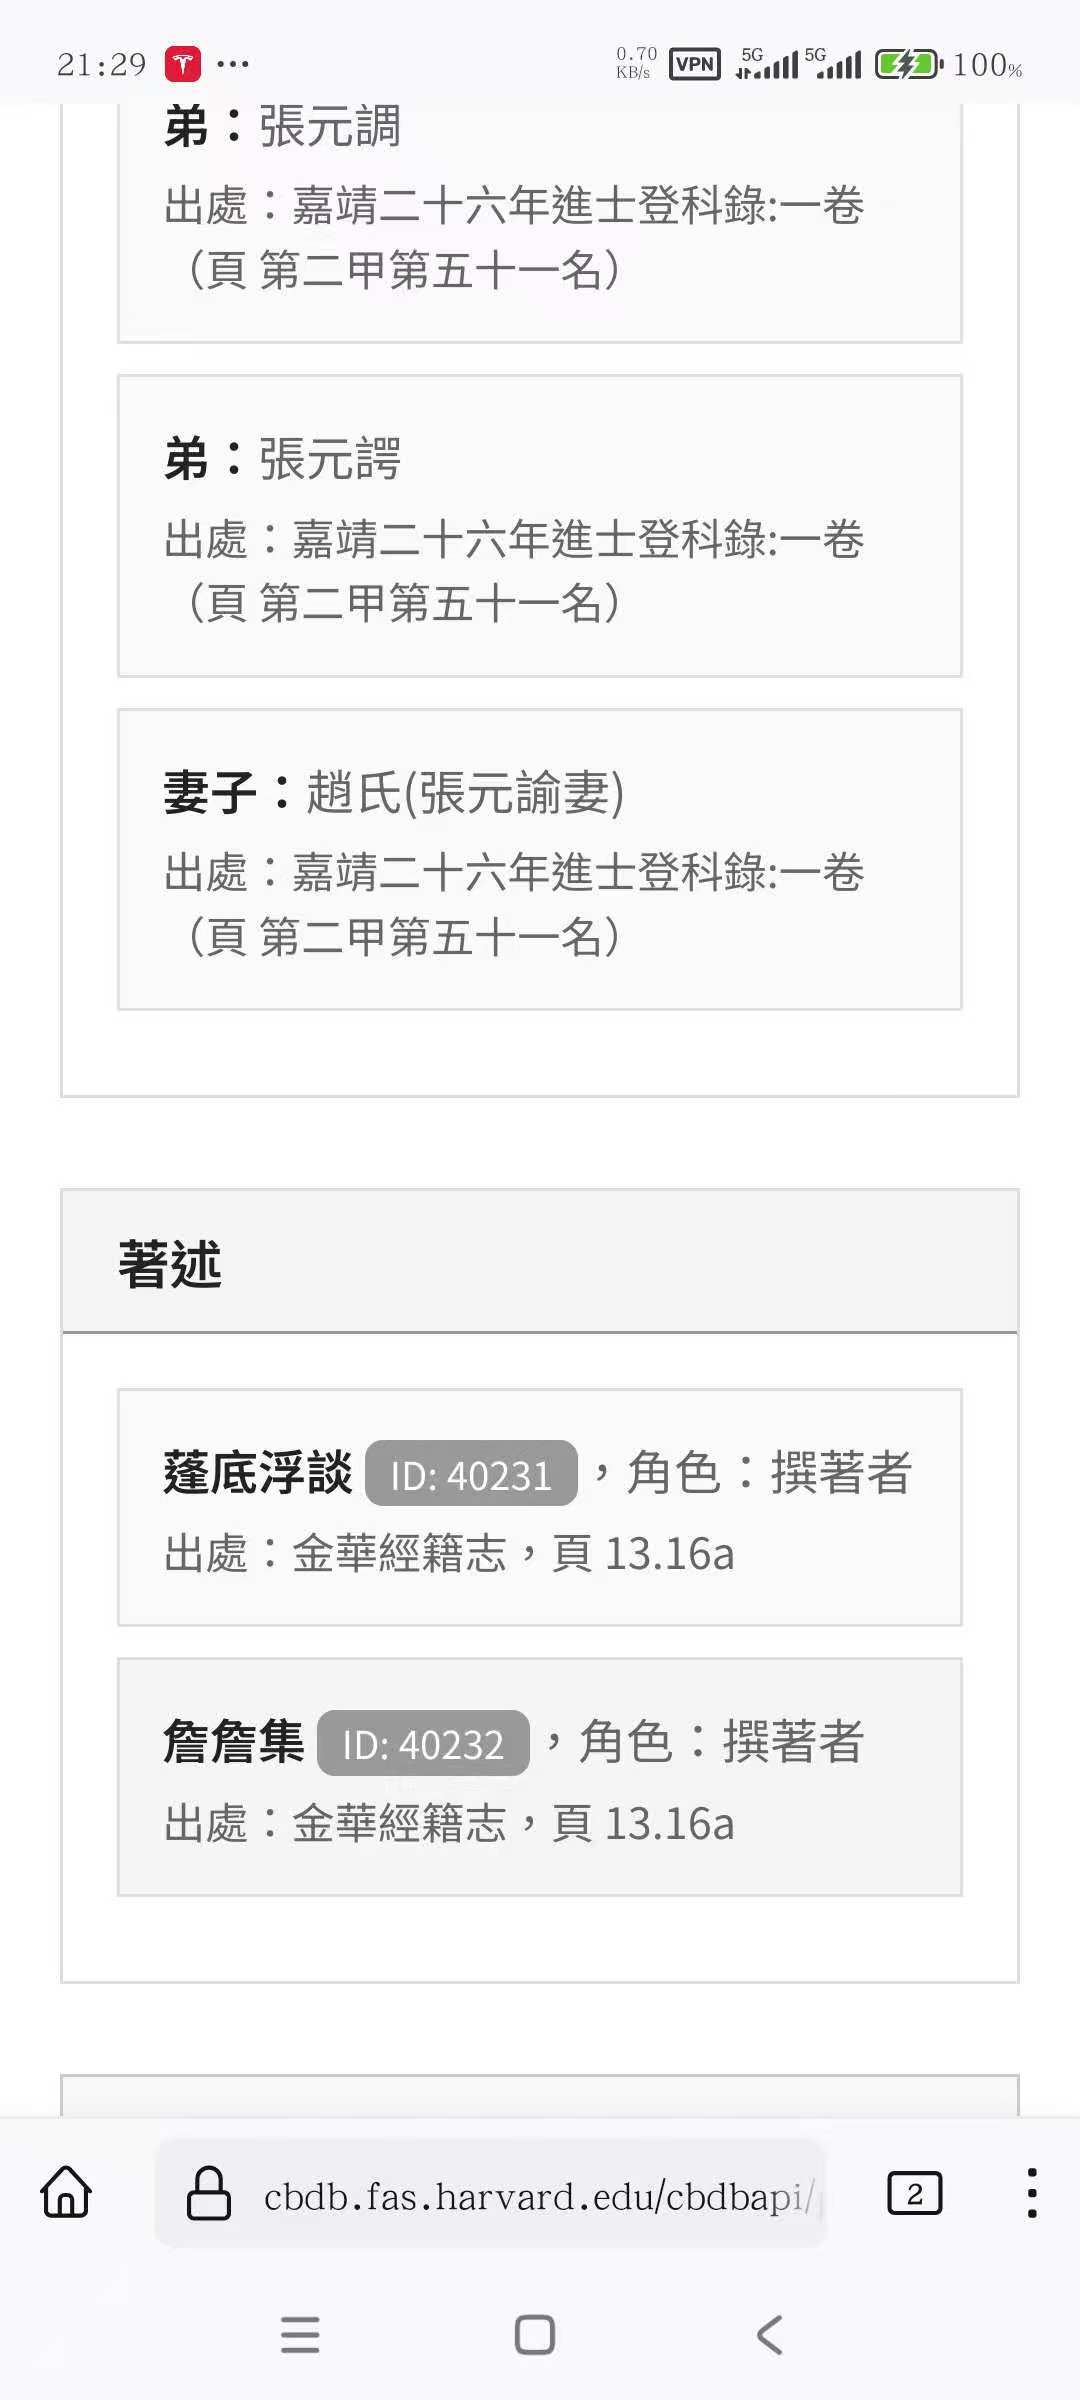 21:29 ••• 0.70 KB/s VPN 5G 5G 100%
弟：張元調
出處：嘉靖二十六年進士登科錄:一卷
（頁 第二甲第五十一名）
弟：張元諤
出處：嘉靖二十六年進士登科錄:一卷
（頁 第二甲第五十一名）
妻子：趙氏(張元諭妻)
出處：嘉靖二十六年進士登科錄:一卷
（頁 第二甲第五十一名）
著述
蓬底浮談 ID: 40231 ，角色：撰著者
出處：金華經籍志，頁 13.16a
詹詹集 ID: 40232 ，角色：撰著者
出處：金華經籍志，頁 13.16a
cbdb.fas.harvard.edu/cbdbapi/ 2